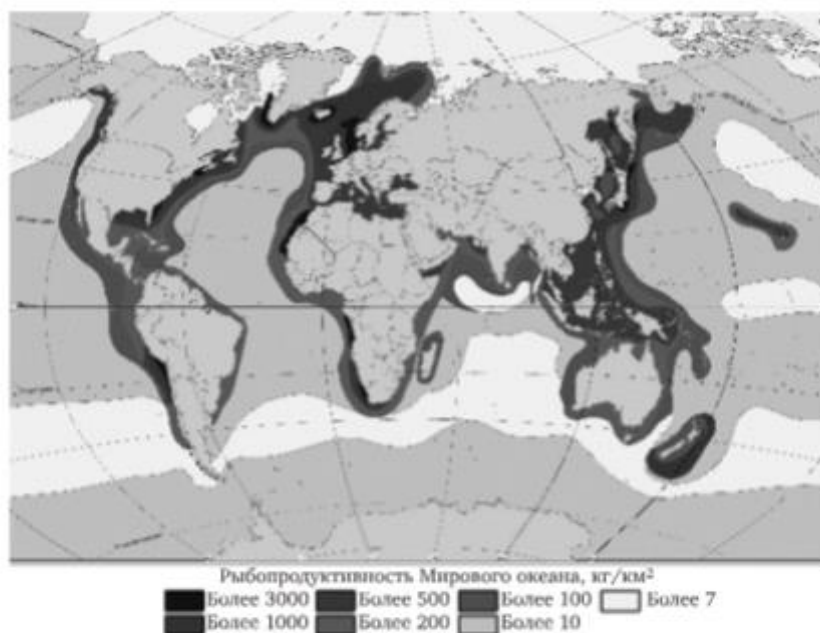 Рыбопродуктивность Мирового океана, кг/км²
Более 3000 Более 500 Более 100 Более 7
Более 1000 Более 200 Более 10